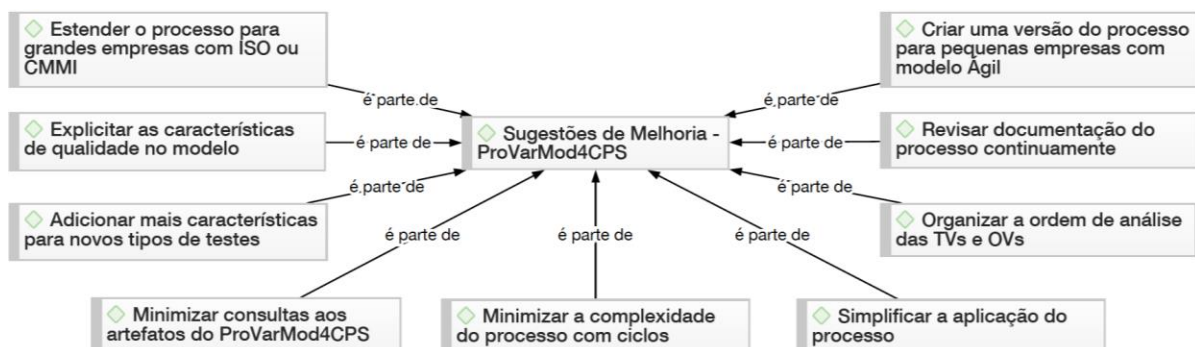 Estender o processo para
grandes empresas com ISO ou
CMMI
Criar uma versão do processo
para pequenas empresas com
modelo Ágil
é parte de
é parte de
Explicitar as características
de qualidade no modelo
é parte de
Sugestões de Melhoria -
ProVarMod4CPS
é parte de
Revisar documentação do
processo continuamente
é parte de
é parte de
Adicionar mais características
para novos tipos de testes
Organizar a ordem de análise
das TVs e OVs
é parte de
é parte de
é parte de
Minimizar consultas aos
artefatos do ProVarMod4CPS
Minimizar a complexidade
do processo com ciclos
Simplificar a aplicação do
processo